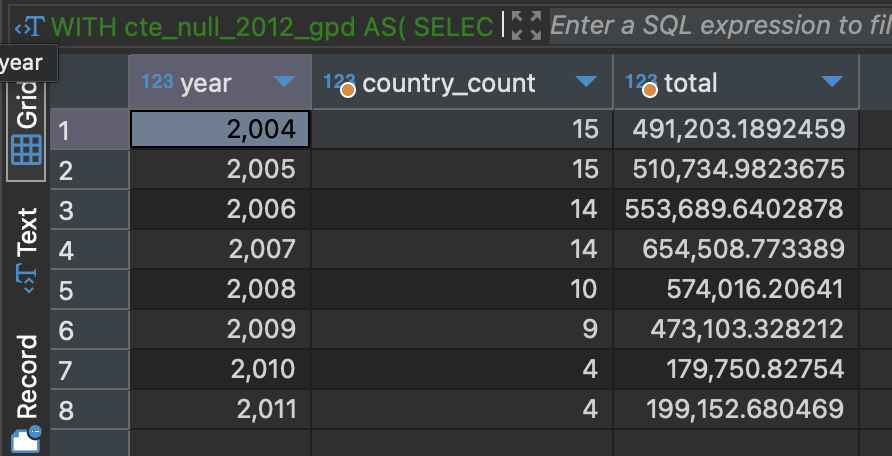 WITH cte_null_2012_gpd AS( SELEC Enter a SQL expression to fil
year
Grid
Text
Record
123 year 123 country_count 123 total
1 2,004 15 491,203.1892459
2 2,005 15 510,734.9823675
3 2,006 14 553,689.6402878
4 2,007 14 654,508.773389
5 2,008 10 574,016.20641
6 2,009 9 473,103.328212
7 2,010 4 179,750.82754
8 2,011 4 199,152.680469